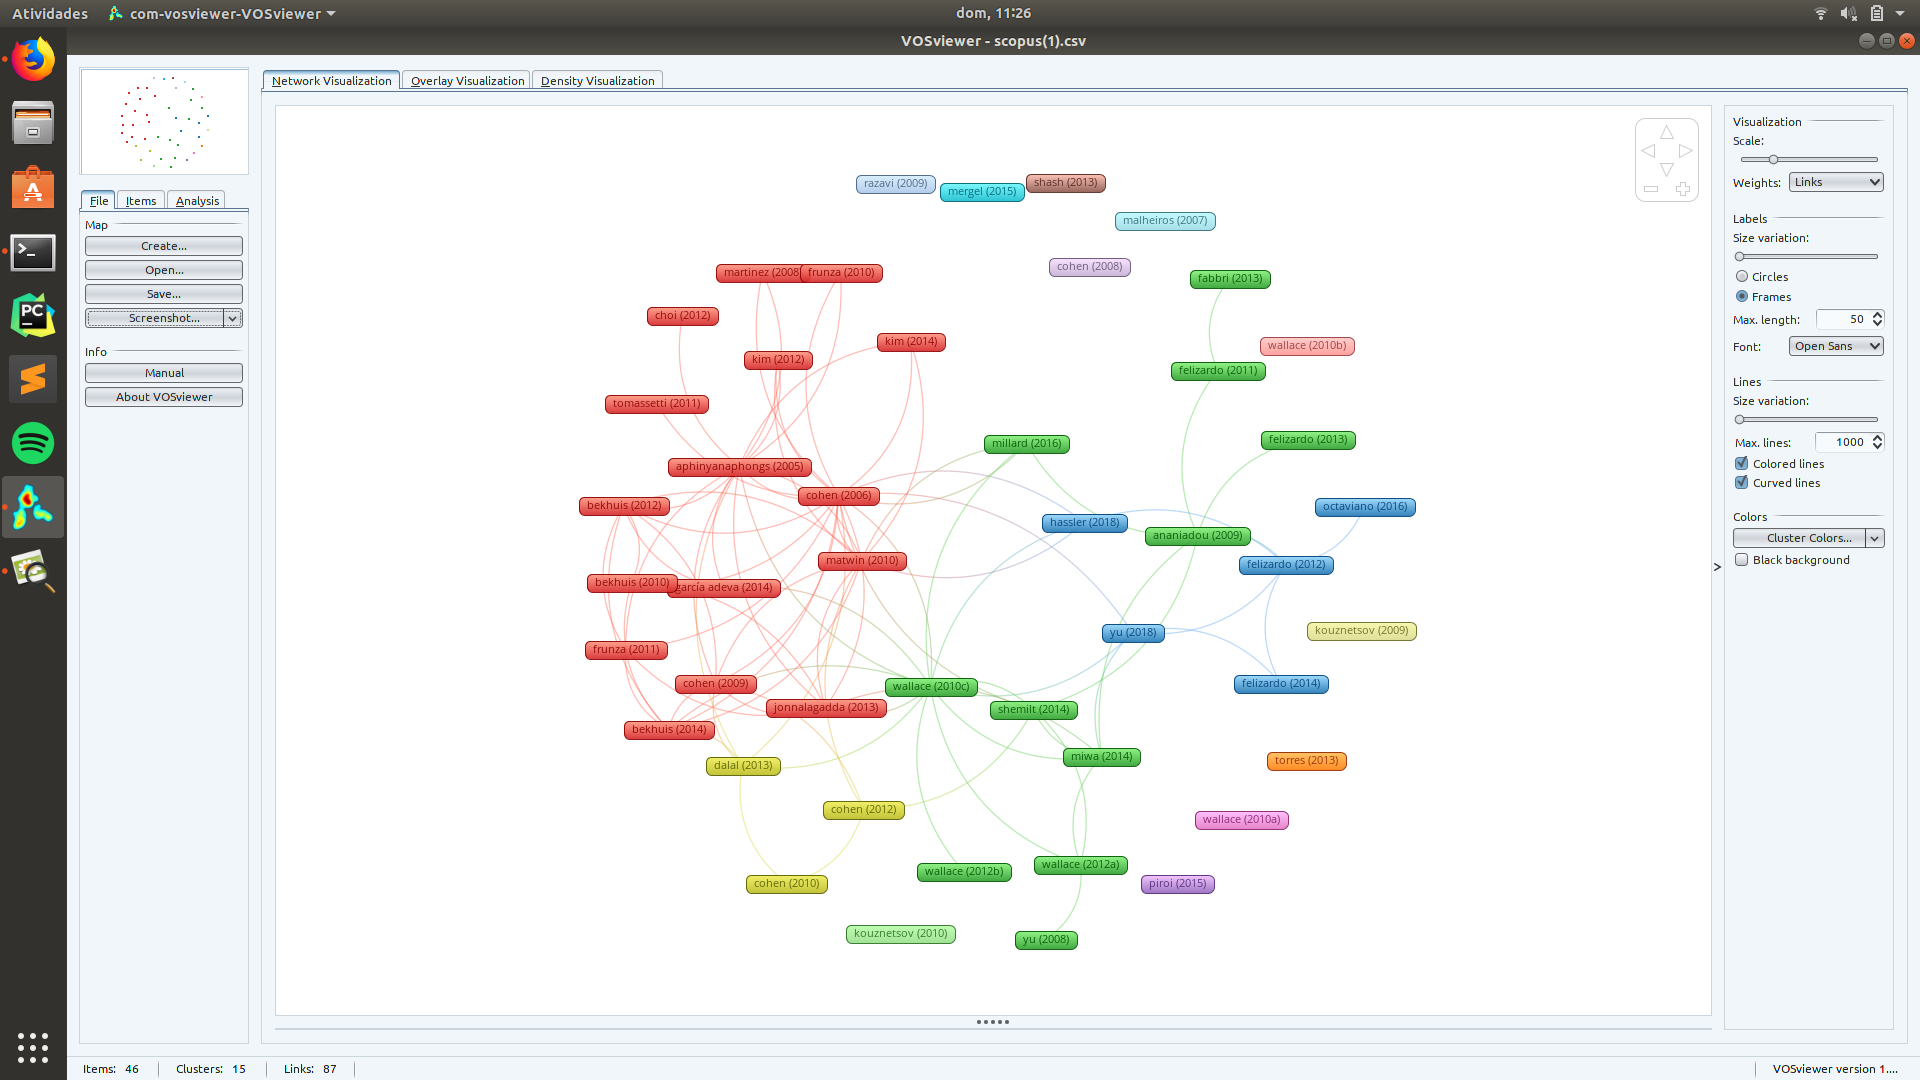 Atividades
com-vosviewer-VOSviewer
dom, 11:26
VOSviewer - scopus(1).csv
Network Visualization
Overlay Visualization
Density Visualization
File
Items
Analysis
Map
Create...
Open...
Save...
Screenshot...
Info
Manual
About VOSviewer
razavi (2009)
mergel (2015)
shash (2013)
malheiros (2007)
cohen (2008)
martinez (2008
frunza (2010)
fabbri (2013)
choi (2012)
kim (2014)
wallace (2010b)
kim (2012)
felizardo (2011)
tomassetti (2011)
millard (2016)
felizardo (2013)
aphinyanaphongs (2005)
cohen (2006)
bekhuis (2012)
octaviano (2016)
hassler (2018)
ananiadou (2009)
matwin (2010)
felizardo (2012)
bekhuis (2010)
garcía adeva (2014)
yu (2018)
kouznetsov (2009)
frunza (2011)
cohen (2009)
wallace (2010c)
felizardo (2014)
jonnalagadda (2013)
shemilt (2014)
bekhuis (2014)
miwa (2014)
dalal (2013)
torres (2013)
cohen (2012)
wallace (2010a)
wallace (2012b)
wallace (2012a)
cohen (2010)
piroi (2015)
kouznetsov (2010)
yu (2008)
Visualization
Scale:
Weights: Links
Labels
Size variation:
Circles
Frames
Max. length: 50
Font: Open Sans
Lines
Size variation:
Max. lines: 1000
Colored lines
Curved lines
Colors
Cluster Colors...
Black background
>
PC
Items: 46
Clusters: 15
Links: 87
VOSviewer version 1....